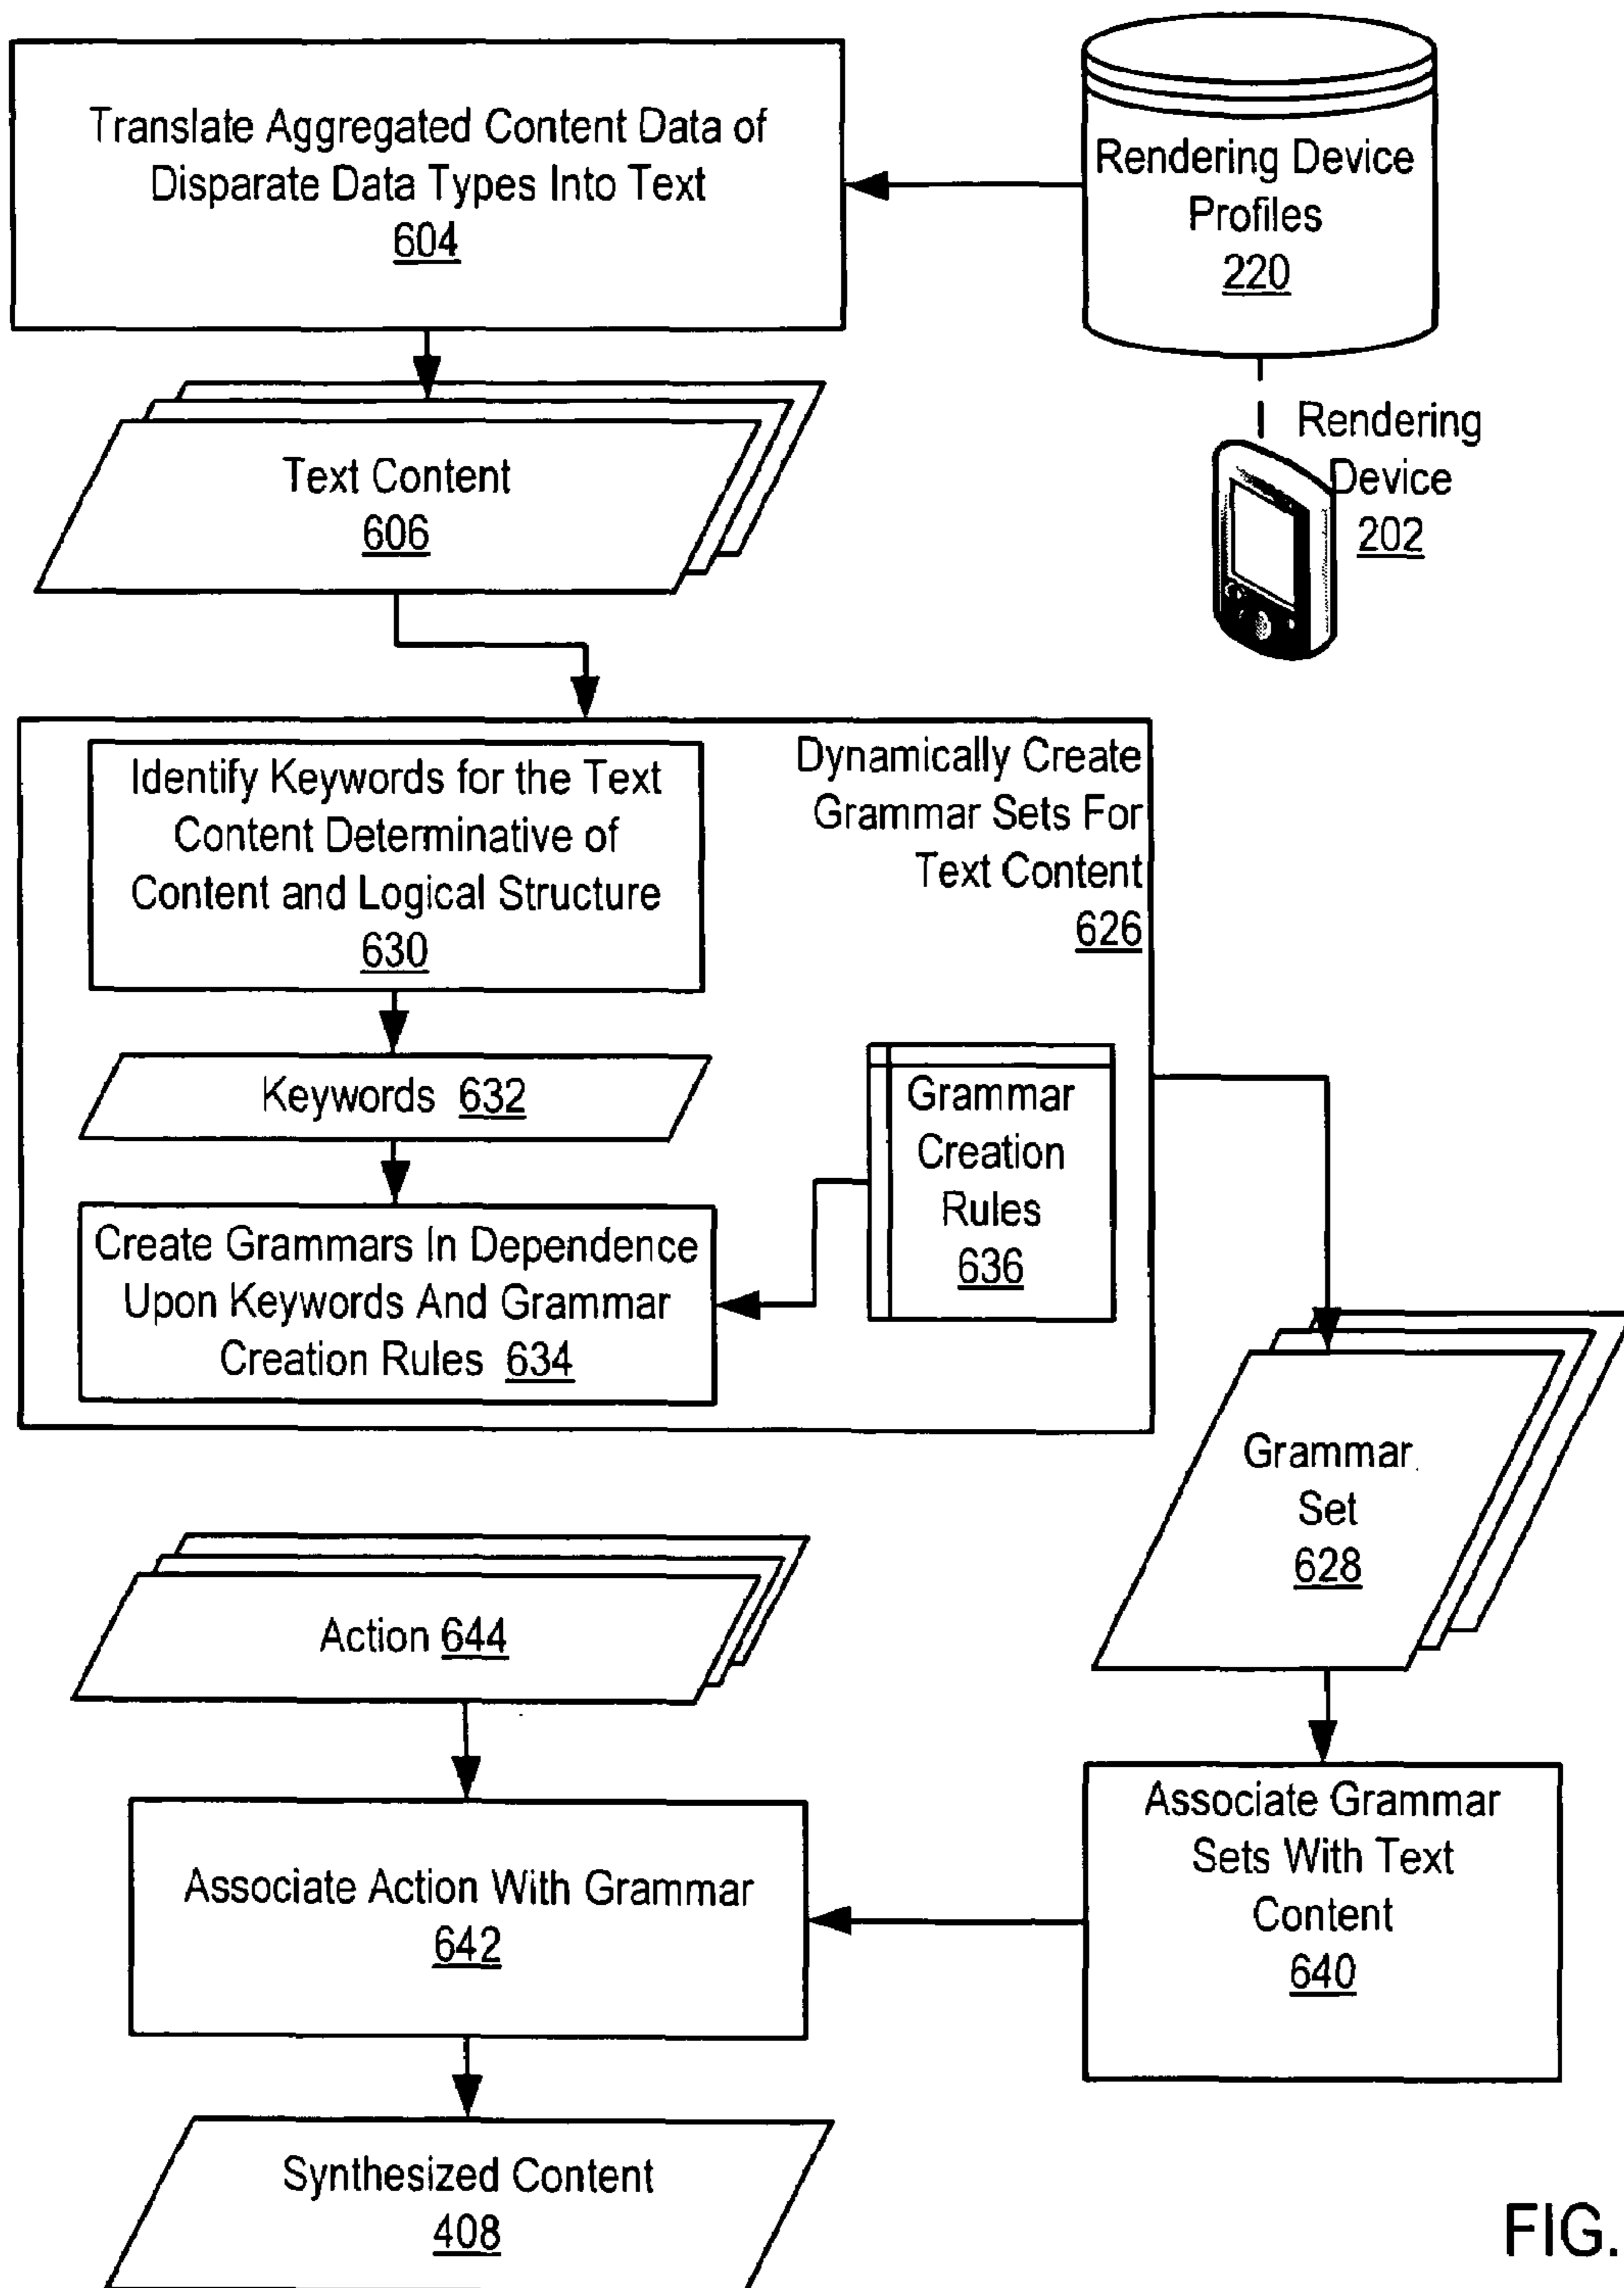 Translate Aggregated Content Data of
Disparate Data Types Into Text
604
Rendering Device
Profiles
220
Rendering
Device
202
Text Content
606
Dynamically Create
Grammar Sets For
Text Content
626
Identify Keywords for the Text
Content Determinative of
Content and Logical Structure
630
Keywords 632
Grammar
Creation
Rules
636
Create Grammars In Dependence
Upon Keywords And Grammar
Creation Rules 634
Grammar
Set
628
Action 644
Associate Grammar
Sets With Text
Content
640
Associate Action With Grammar
642
Synthesized Content
408
FIG.